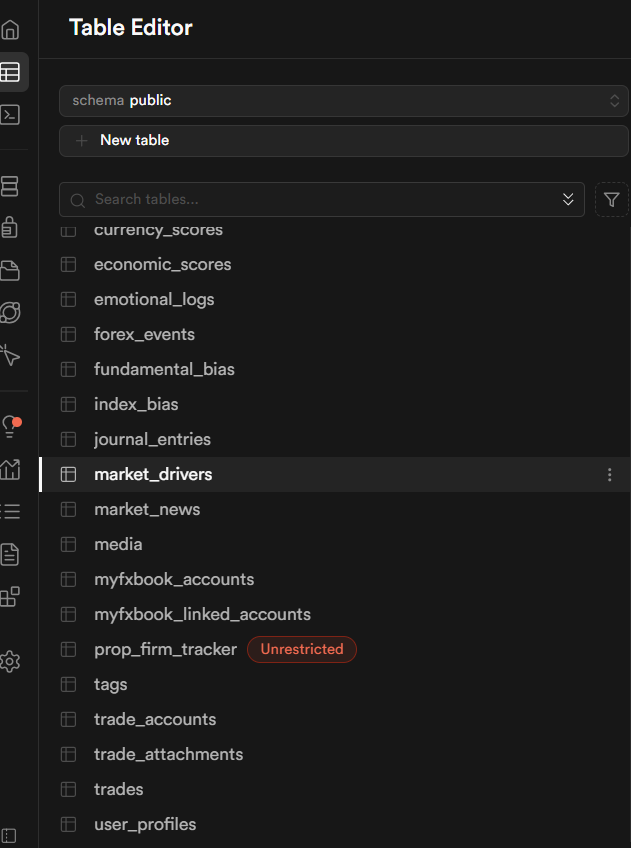 Table Editor
schema public
New table
Search tables...
currency_scores
economic_scores
emotional_logs
forex_events
fundamental_bias
index_bias
journal_entries
market_drivers
market_news
media
myfxbook_accounts
myfxbook_linked_accounts
prop_firm_tracker Unrestricted
tags
trade_accounts
trade_attachments
trades
user_profiles